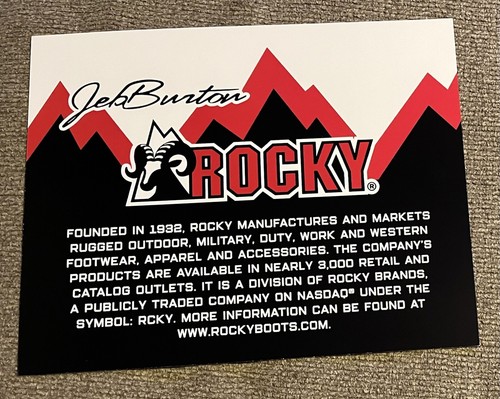 Jeb Burton
ROCKY®
FOUNDED IN 1932, ROCKY MANUFACTURES AND MARKETS
RUGGED OUTDOOR, MILITARY, DUTY, WORK AND WESTERN
FOOTWEAR, APPAREL AND ACCESSORIES. THE COMPANY'S
PRODUCTS ARE AVAILABLE IN NEARLY 3,000 RETAIL AND
CATALOG OUTLETS. IT IS A DIVISION OF ROCKY BRANDS,
A PUBLICLY TRADED COMPANY ON NASDAQ® UNDER THE
SYMBOL: RCKY. MORE INFORMATION CAN BE FOUND AT
WWW.ROCKYBOOTS.COM.